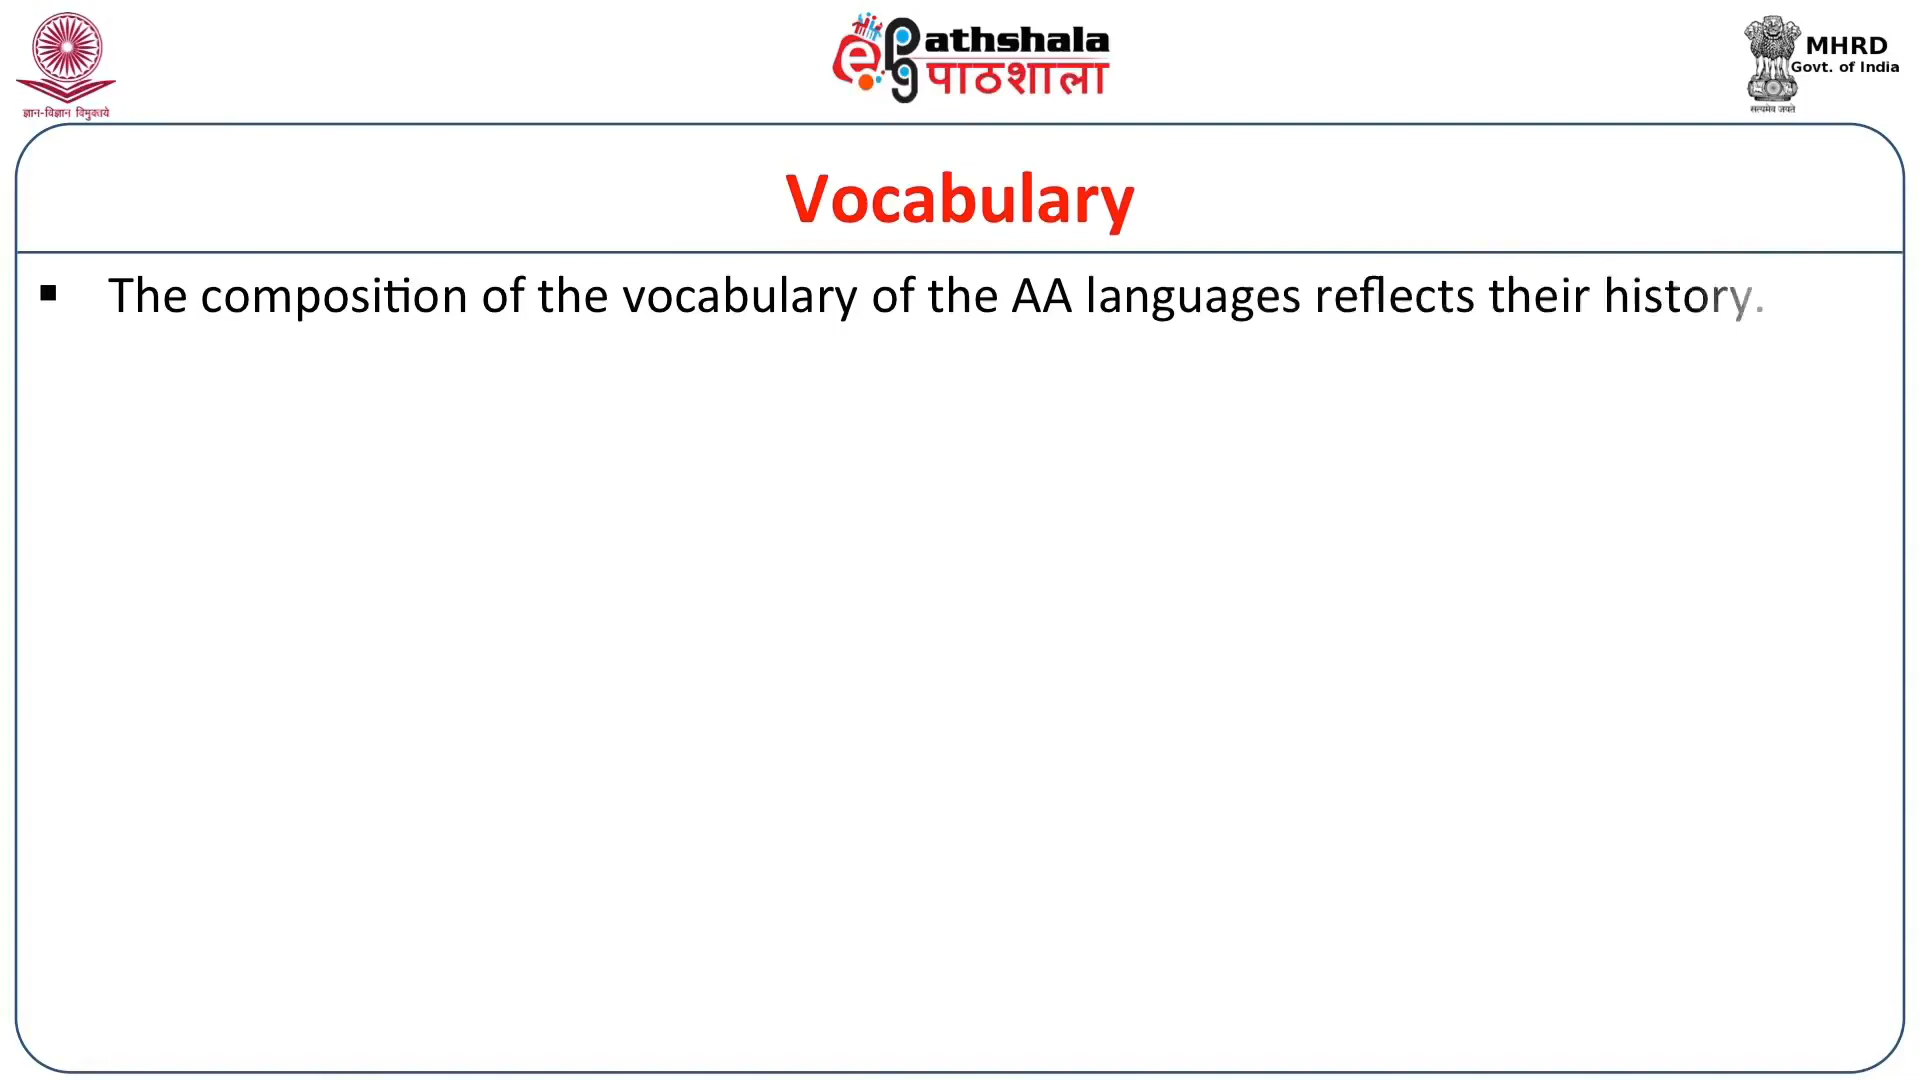 ज्ञान-विज्ञान विमुक्तये
ePathshala
पाठशाला
MHRD
Govt. of India
सत्यमेव जयते
Vocabulary
▪ The composition of the vocabulary of the AA languages reflects their history.